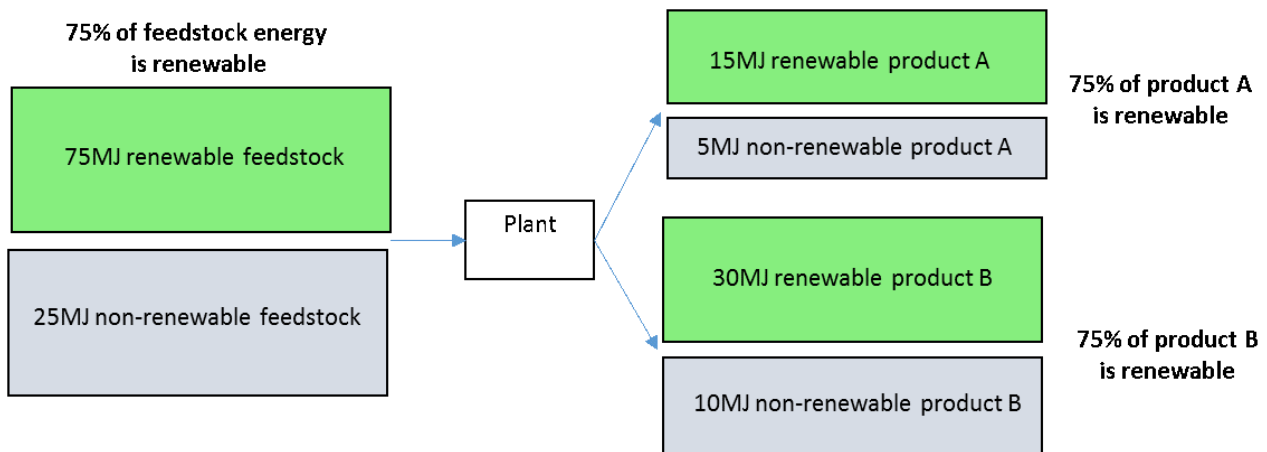 75% of feedstock energy
is renewable
75MJ renewable feedstock
25MJ non-renewable feedstock
Plant
15MJ renewable product A
5MJ non-renewable product A
75% of product A
is renewable
30MJ renewable product B
10MJ non-renewable product B
75% of product B
is renewable